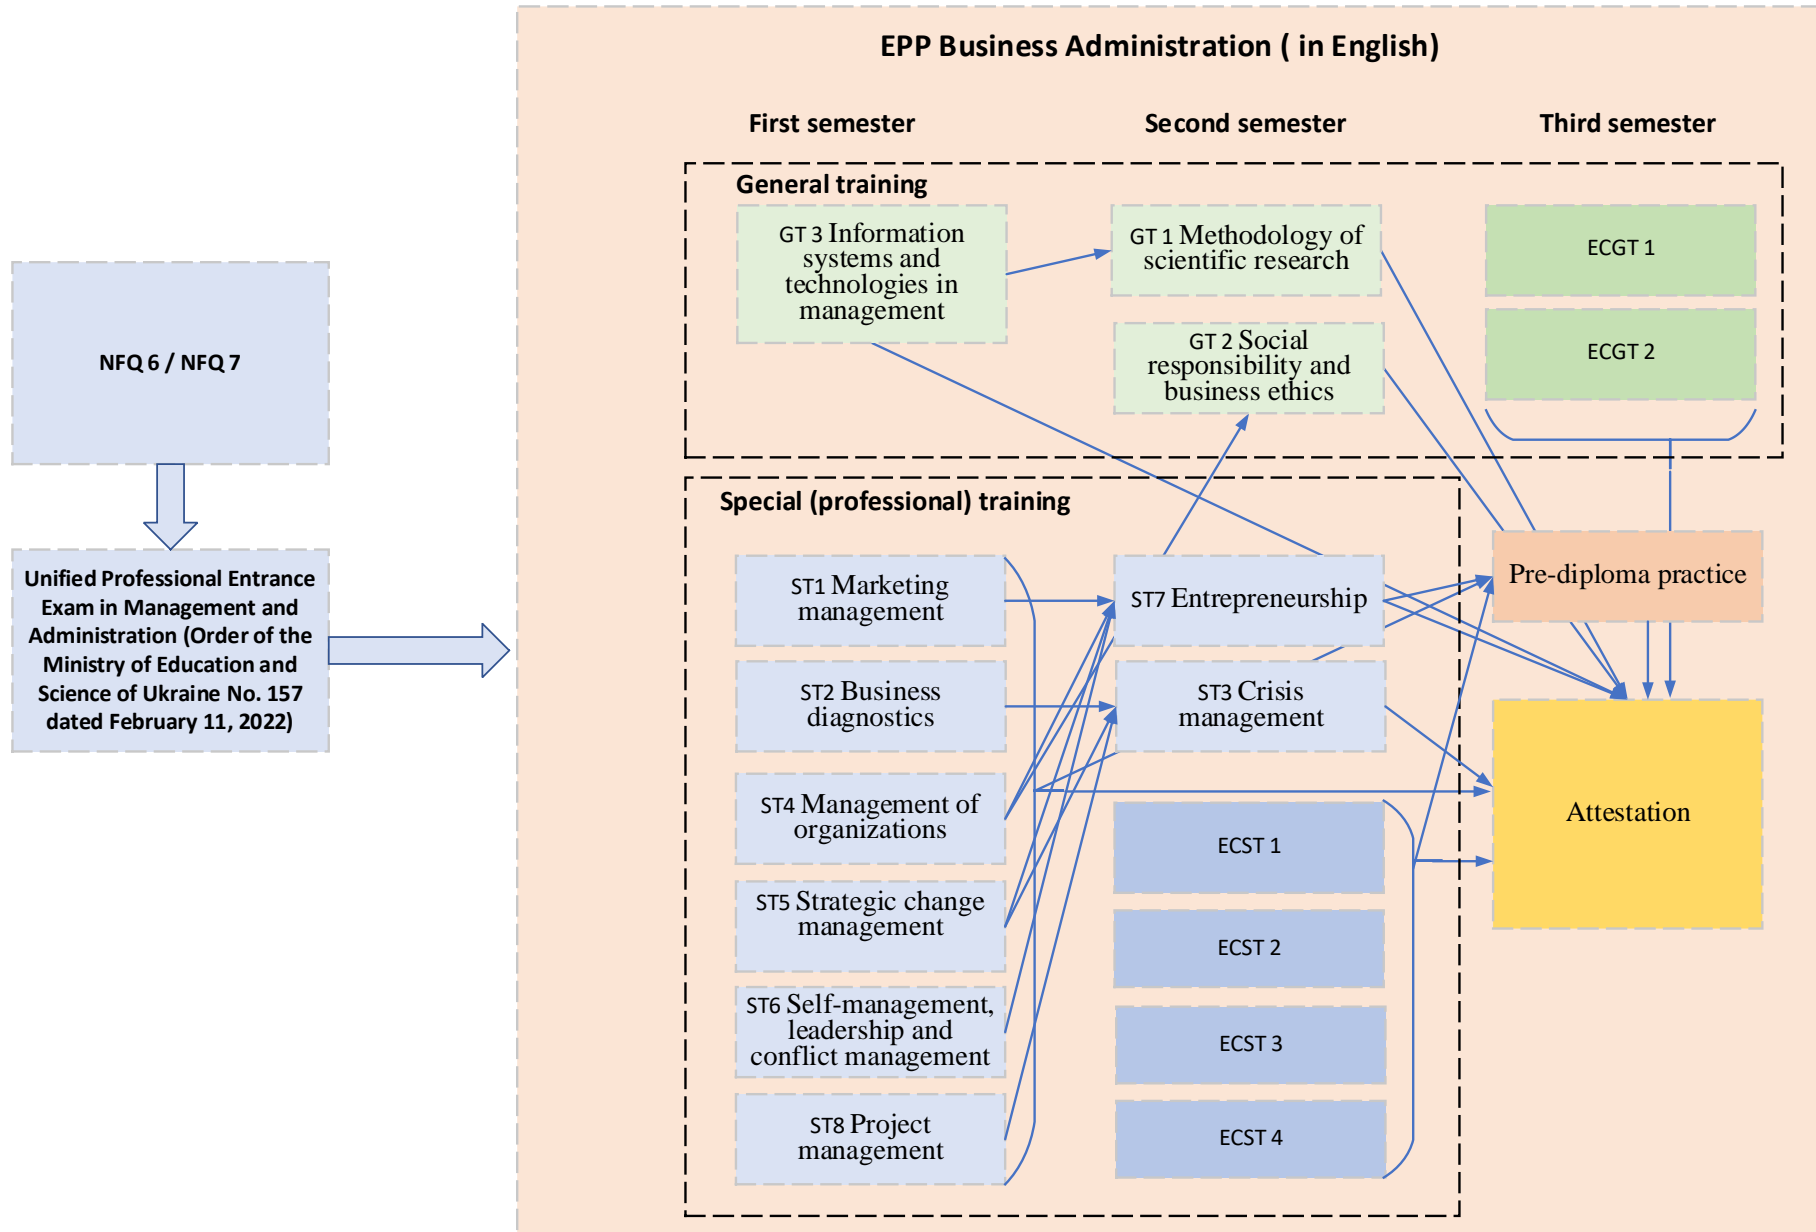 EPP Business Administration ( in English)
First semester
Second semester
Third semester
General training
GT 3 Information
systems and
technologies in
management
GT 1 Methodology of
scientific research
ECGT 1
GT 2 Social
responsibility and
business ethics
ECGT 2
NFQ 6 / NFQ 7
Unified Professional Entrance
Exam in Management and
Administration (Order of the
Ministry of Education and
Science of Ukraine No. 157
dated February 11, 2022)
Special (professional) training
ST1 Marketing
management
ST7 Entrepreneurship
Pre-diploma practice
ST2 Business
diagnostics
ST3 Crisis
management
ST4 Management of
organizations
ECST 1
Attestation
ST5 Strategic change
management
ECST 2
ST6 Self-management,
leadership and
conflict management
ECST 3
ST8 Project
management
ECST 4